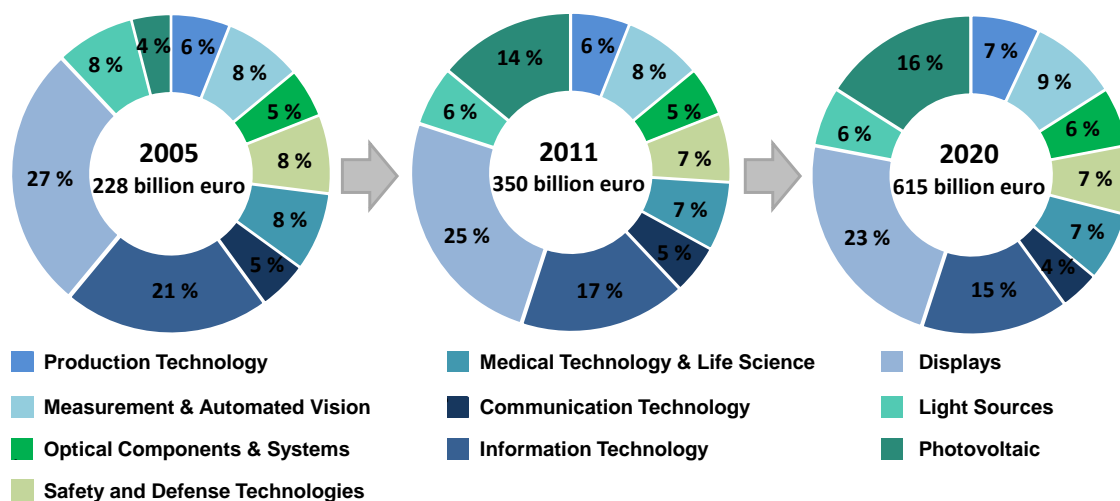 4 %
6 %
8 %
8 %
5 %
27 %
2005
228 billion euro
8 %
8 %
5 %
21 %
14 %
6 %
8 %
6 %
5 %
2011
350 billion euro
7 %
7 %
25 %
5 %
17 %
16 %
7 %
9 %
6 %
6 %
2020
615 billion euro
7 %
7 %
23 %
4 %
15 %
Production Technology
Measurement & Automated Vision
Optical Components & Systems
Safety and Defense Technologies
Medical Technology & Life Science
Communication Technology
Information Technology
Displays
Light Sources
Photovoltaic